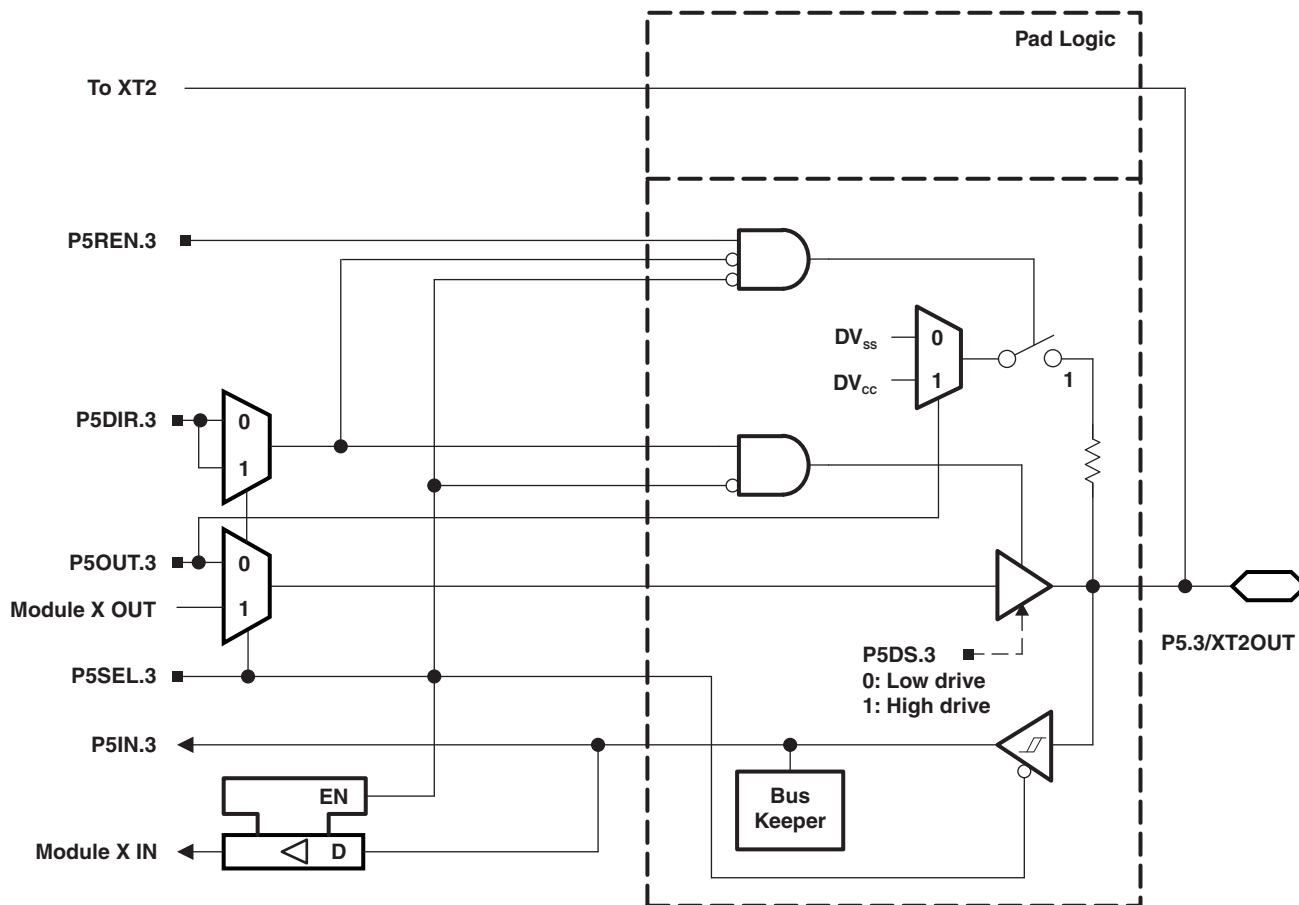 Pad Logic
To XT2
P5REN.3
DVSS
0
DVCC
1
1
P5DIR.3
0
1
P5OUT.3
0
Module X OUT
1
P5SEL.3
P5DS.3
0: Low drive
1: High drive
P5.3/XT2OUT
P5IN.3
EN
Bus
Keeper
Module X IN
D